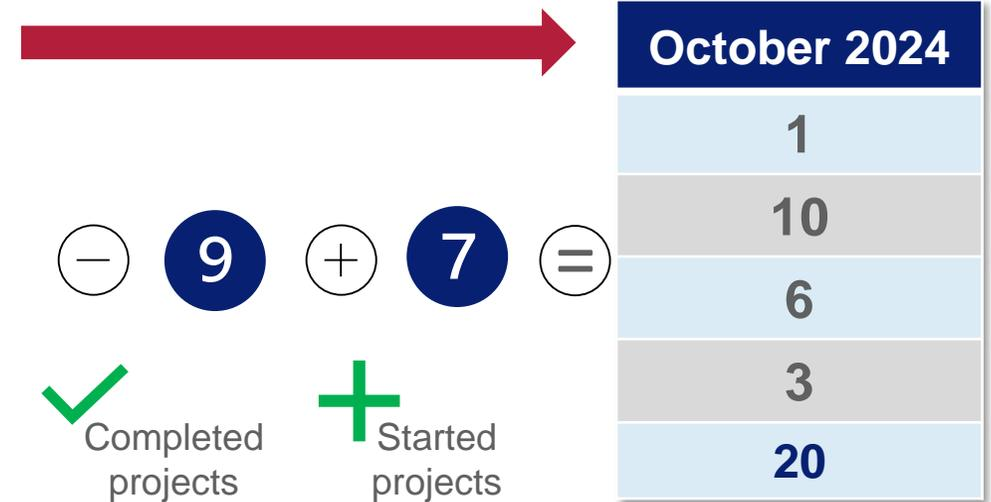 October 2024
1
10
− 9 + 7 =
6
3
Completed projects
Started projects
20